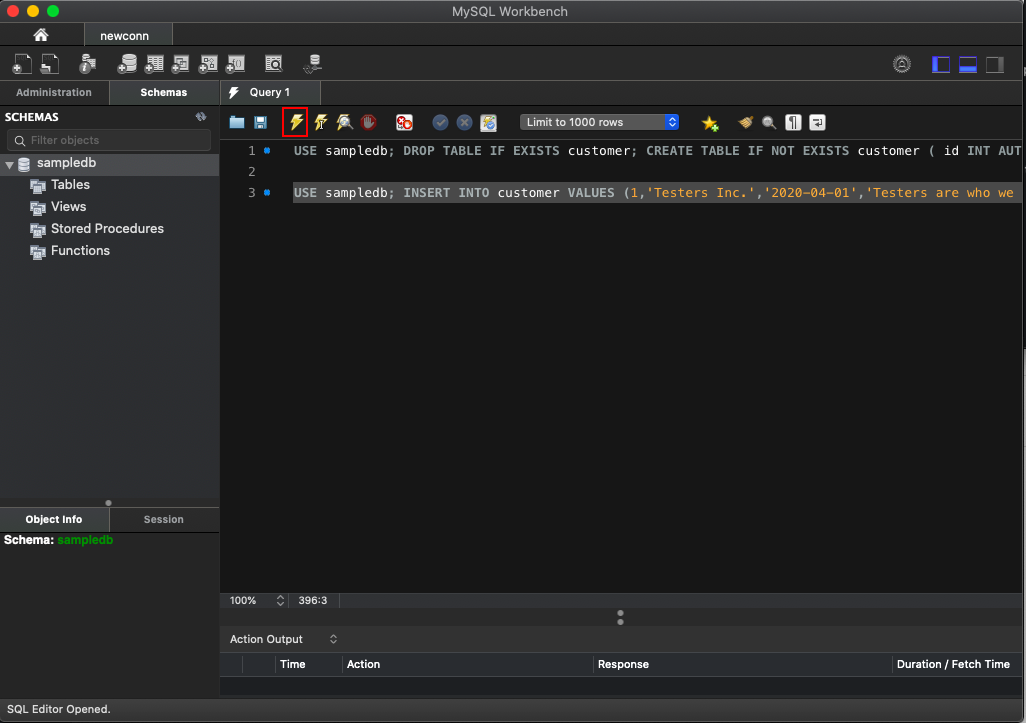 MySQL Workbench
newconn
Administration
Schemas
Query 1
SCHEMAS
Filter objects
Limit to 1000 rows
sampledb
Tables
Views
Stored Procedures
Functions
1 USE sampledb; DROP TABLE IF EXISTS customer; CREATE TABLE IF NOT EXISTS customer ( id INT AUT
2
3 USE sampledb; INSERT INTO customer VALUES (1,'Testers Inc.','2020-04-01','Testers are who we
Object Info
Session
Schema: sampledb
100%
396:3
Action Output
Time
Action
Response
Duration / Fetch Time
SQL Editor Opened.